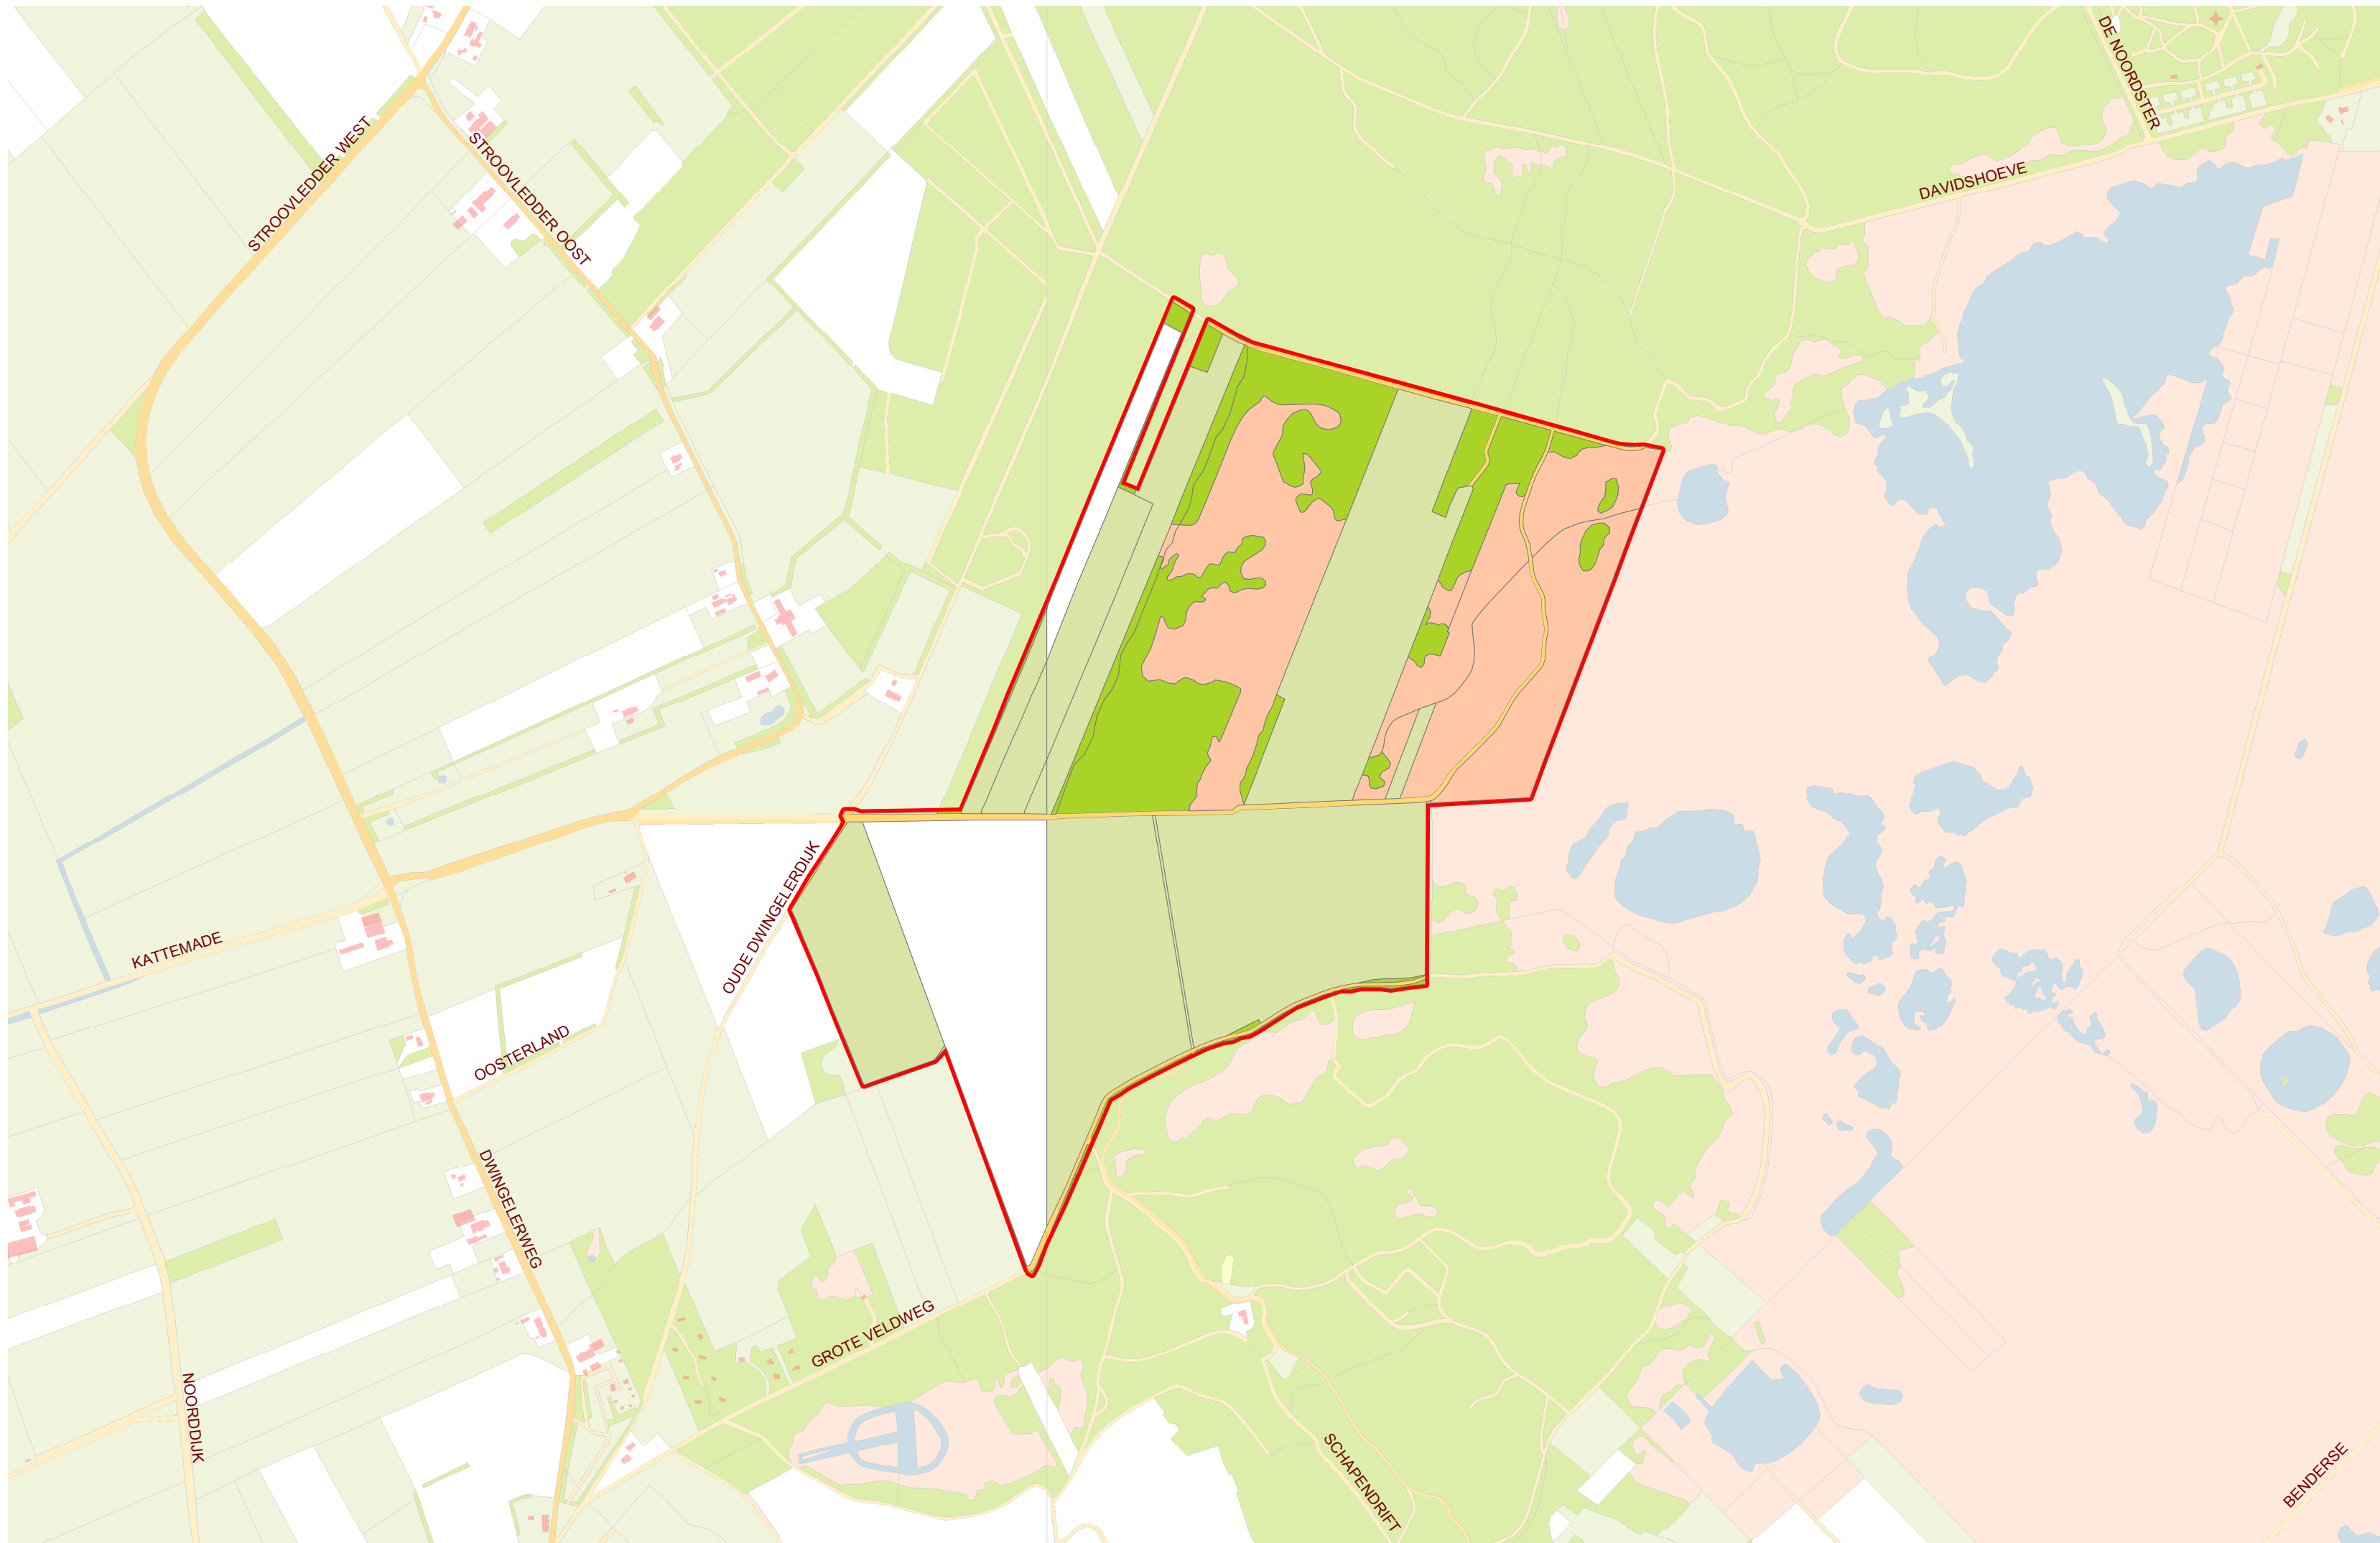 DE NOORDSTER
STROOVLEDDER WEST
STROOVLEDDER OOST
DAVIDSHOEVE
OUDE DWINGELERDIJK
KATTEMADE
OOSTERLAND
DWINGELERWEG
GROTE VELDWEG
NOORDDIJK
SCHAPENDRIFT
BENDERSE